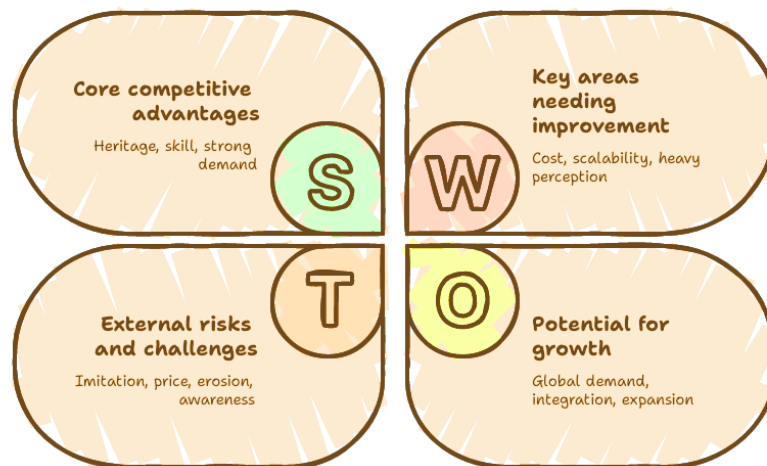 Core competitive
advantages
Heritage, skill, strong
demand
S
Key areas
needing
improvement
Cost, scalability, heavy
perception
W
External risks
and challenges
Imitation, price, erosion,
awareness
T
Potential for
growth
Global demand,
integration, expansion
O